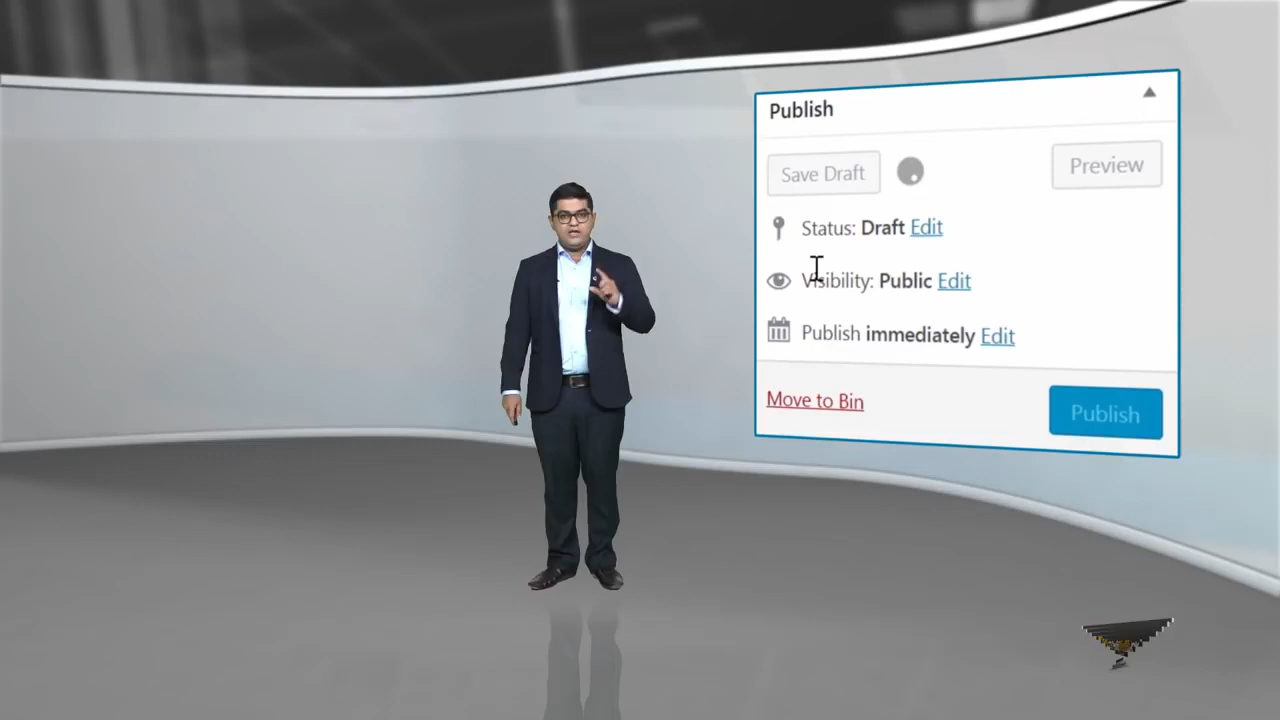 Publish
Save Draft
Preview
Status: Draft Edit
Visibility: Public Edit
Publish immediately Edit
Move to Bin
Publish